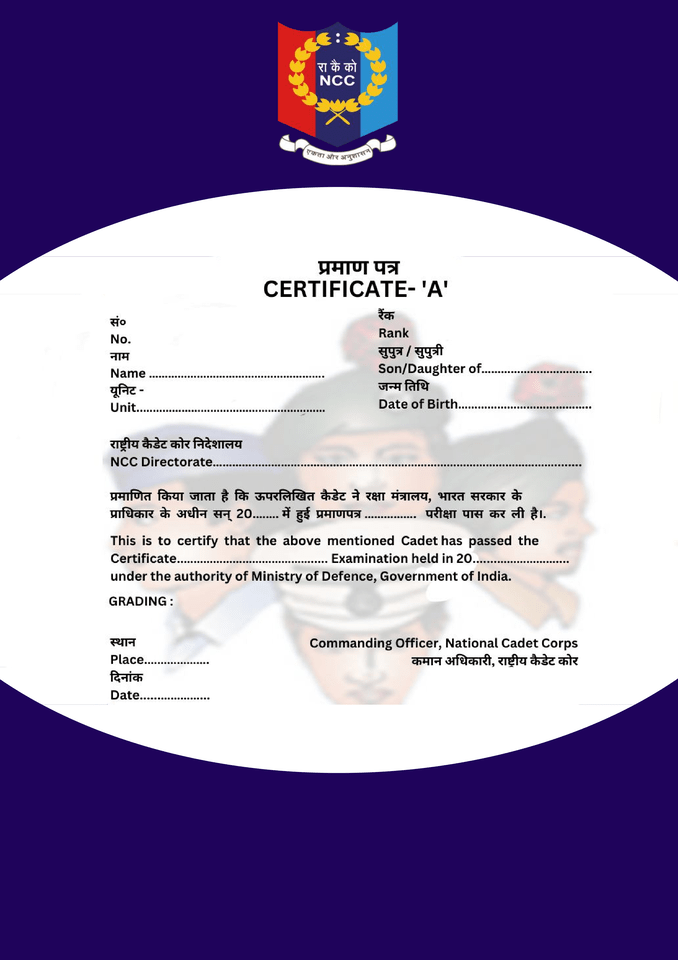 रा कै को
NCC
एकता और अनुशासन
प्रमाण पत्र
CERTIFICATE- 'A'
सं०
No.
नाम
Name ......................................................
यूनिट -
Unit...........................................................
रैंक
Rank
सुपुत्र / सुपुत्री
Son/Daughter of..................................
जन्म तिथि
Date of Birth.........................................
राष्ट्रीय कैडेट कोर निदेशालय
NCC Directorate...................................................................................................................
प्रमाणित किया जाता है कि ऊपरलिखित कैडेट ने रक्षा मंत्रालय, भारत सरकार के
प्राधिकार के अधीन सन् 20........ में हुई प्रमाणपत्र ................ परीक्षा पास कर ली है।.
This is to certify that the above mentioned Cadet has passed the
Certificate.............................................. Examination held in 20.............................
under the authority of Ministry of Defence, Government of India.
GRADING :
स्थान
Place....................
दिनांक
Date......................
Commanding Officer, National Cadet Corps
कमान अधिकारी, राष्ट्रीय कैडेट कोर